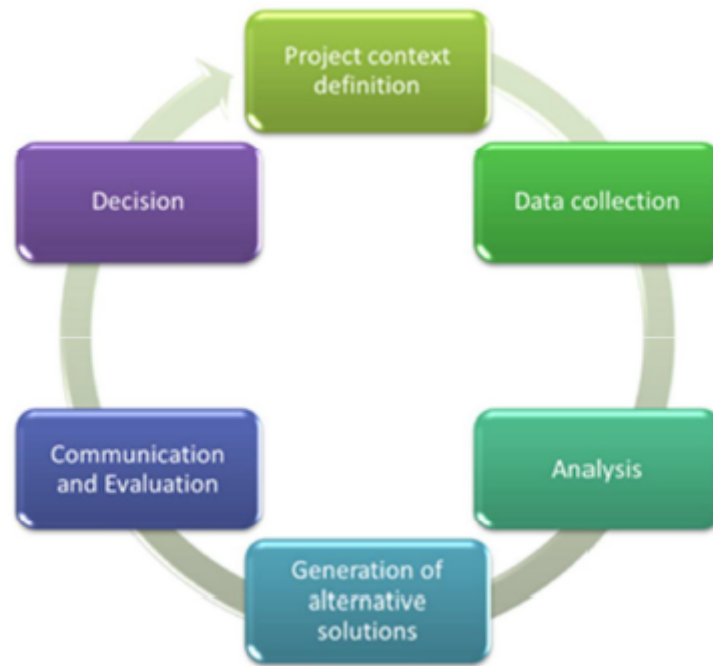 Project context
definition
Data collection
Analysis
Generation of
alternative
solutions
Communication
and Evaluation
Decision